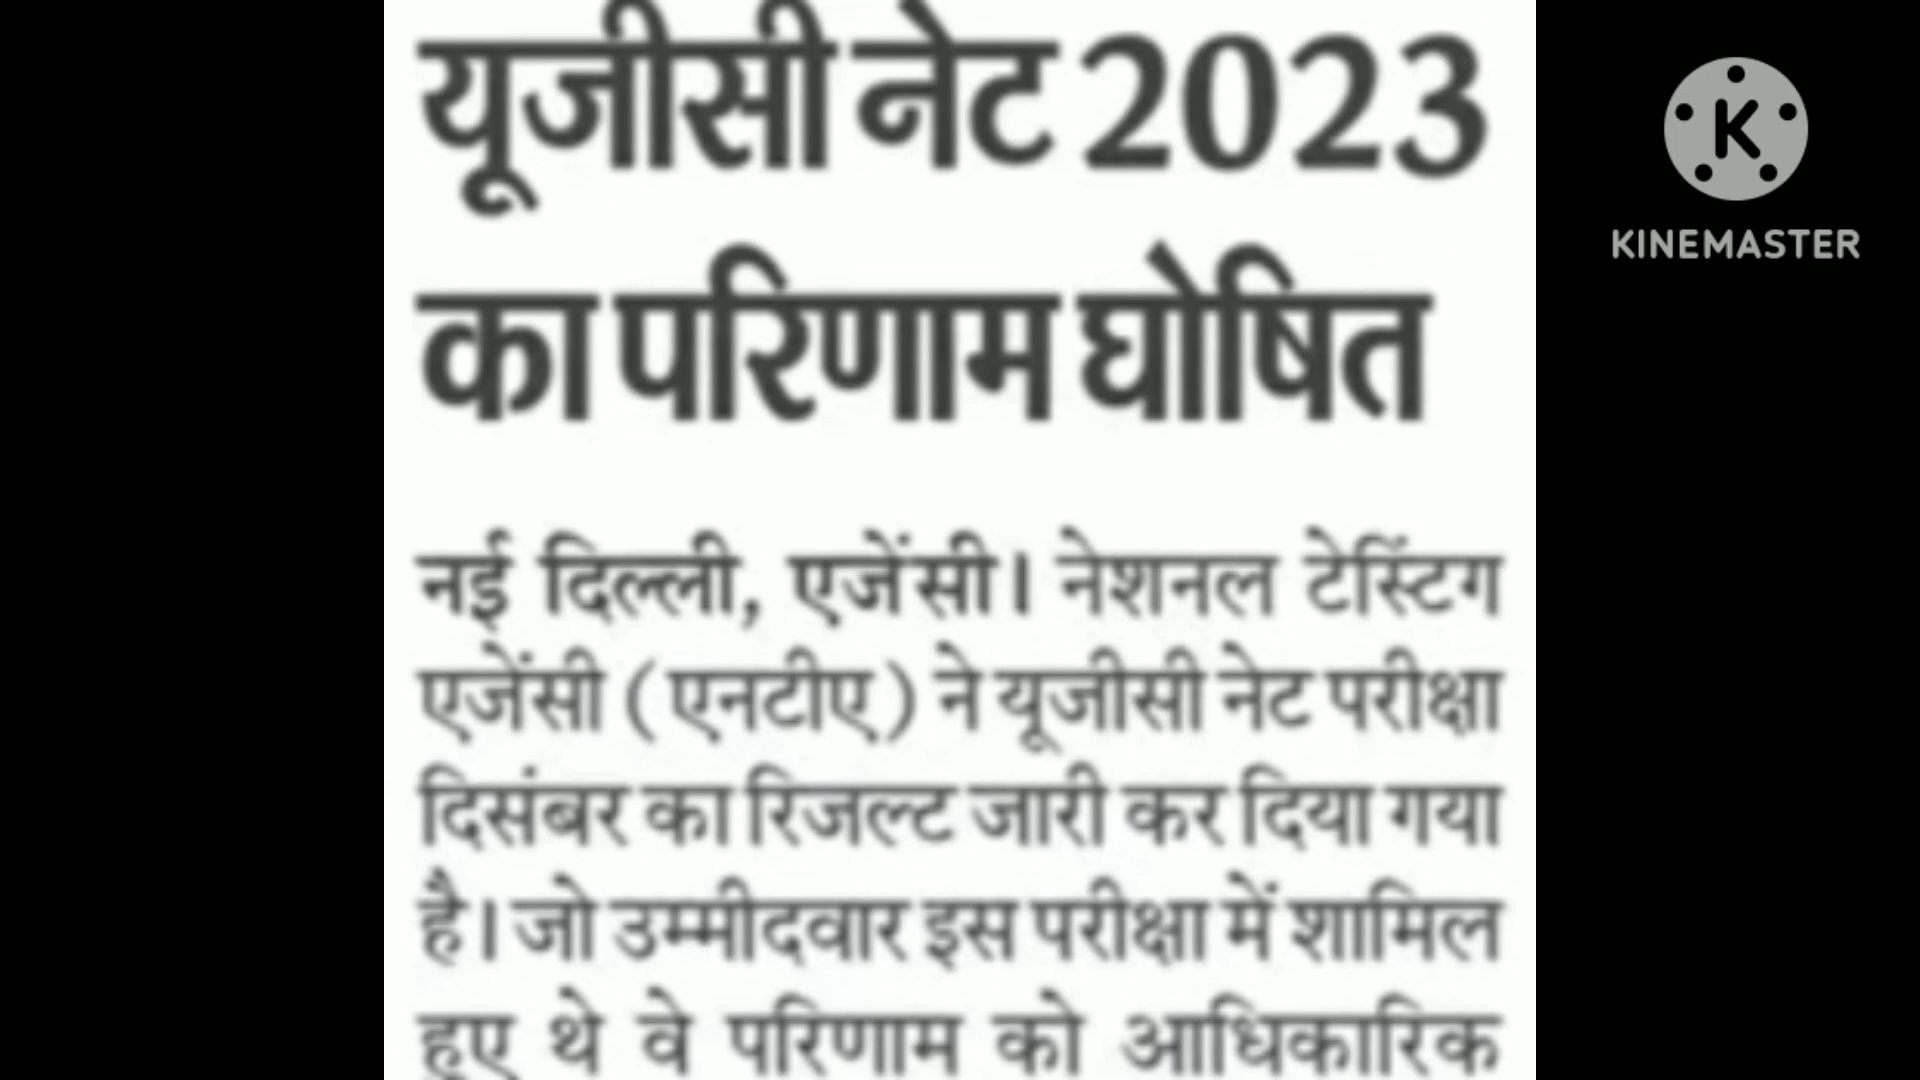 यूजीसी नेट 2023
का परिणाम घोषित
नई दिल्ली, एजेंसी। नेशनल टेस्टिंग
एजेंसी (एनटीए) ने यूजीसी नेट परीक्षा
दिसंबर का रिजल्ट जारी कर दिया गया
है। जो उम्मीदवार इस परीक्षा में शामिल
हुए थे वे परिणाम को आधिकारिक
K
KINEMASTER